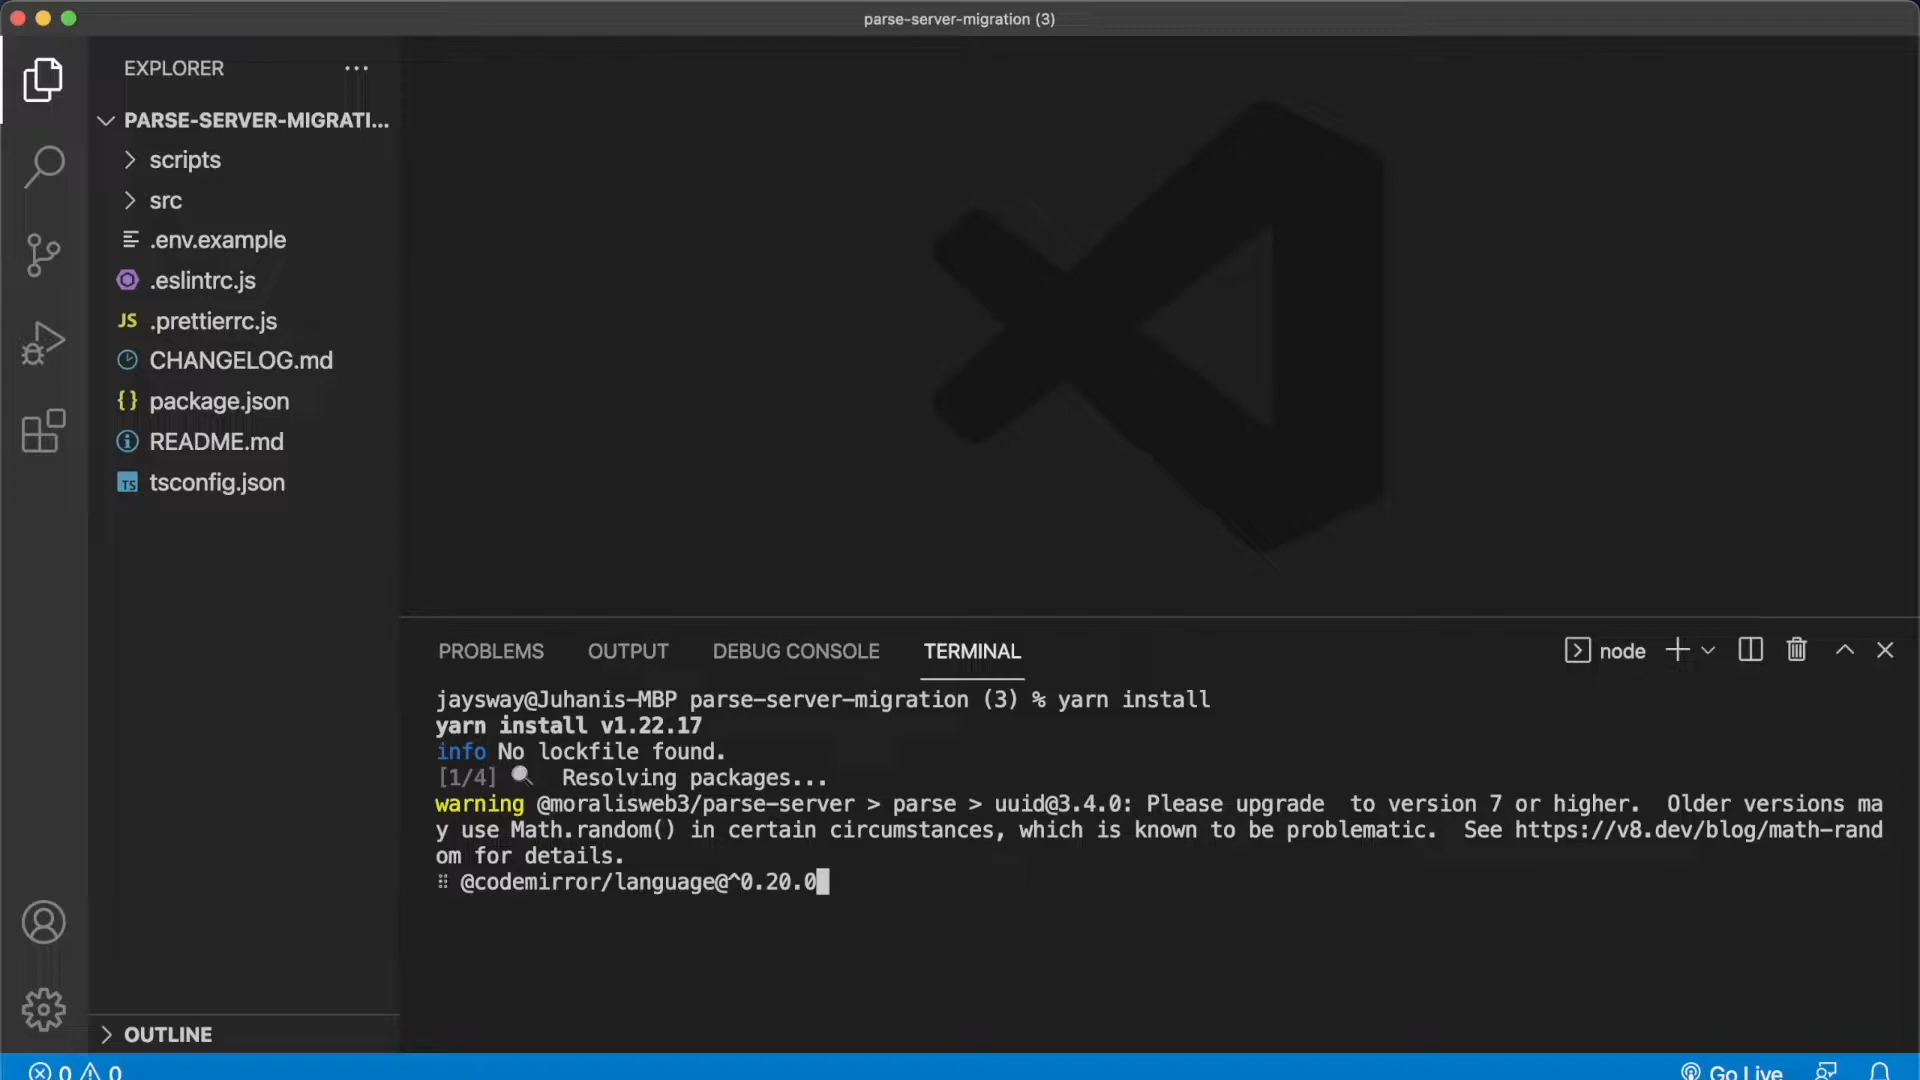 parse-server-migration (3)
EXPLORER
PARSE-SERVER-MIGRATI...
scripts
src
.env.example
.eslintrc.js
JS .prettierrc.js
CHANGELOG.md
{} package.json
README.md
TS tsconfig.json
OUTLINE
PROBLEMS OUTPUT DEBUG CONSOLE TERMINAL
node
jaysway@Juhanis-MBP parse-server-migration (3) % yarn install
yarn install v1.22.17
info No lockfile found.
[1/4] 🔍 Resolving packages...
warning @moralisweb3/parse-server > parse > uuid@3.4.0: Please upgrade  to version 7 or higher.  Older versions ma
y use Math.random() in certain circumstances, which is known to be problematic.  See https://v8.dev/blog/math-rand
om for details.
⠿ @codemirror/language@^0.20.0
0 0
Go Live